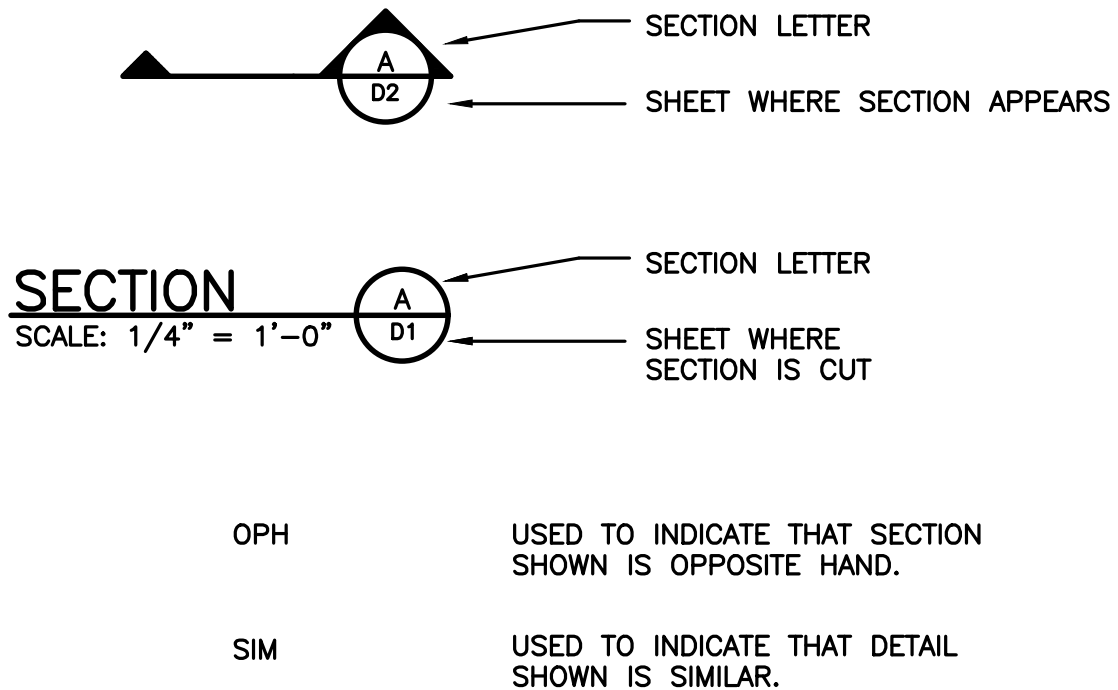 SECTION LETTER
A
D2
SHEET WHERE SECTION APPEARS
SECTION LETTER
SECTION
A
SCALE: 1/4" = 1'-0"
D1
SHEET WHERE
SECTION IS CUT
OPH
USED TO INDICATE THAT SECTION
SHOWN IS OPPOSITE HAND.
SIM
USED TO INDICATE THAT DETAIL
SHOWN IS SIMILAR.